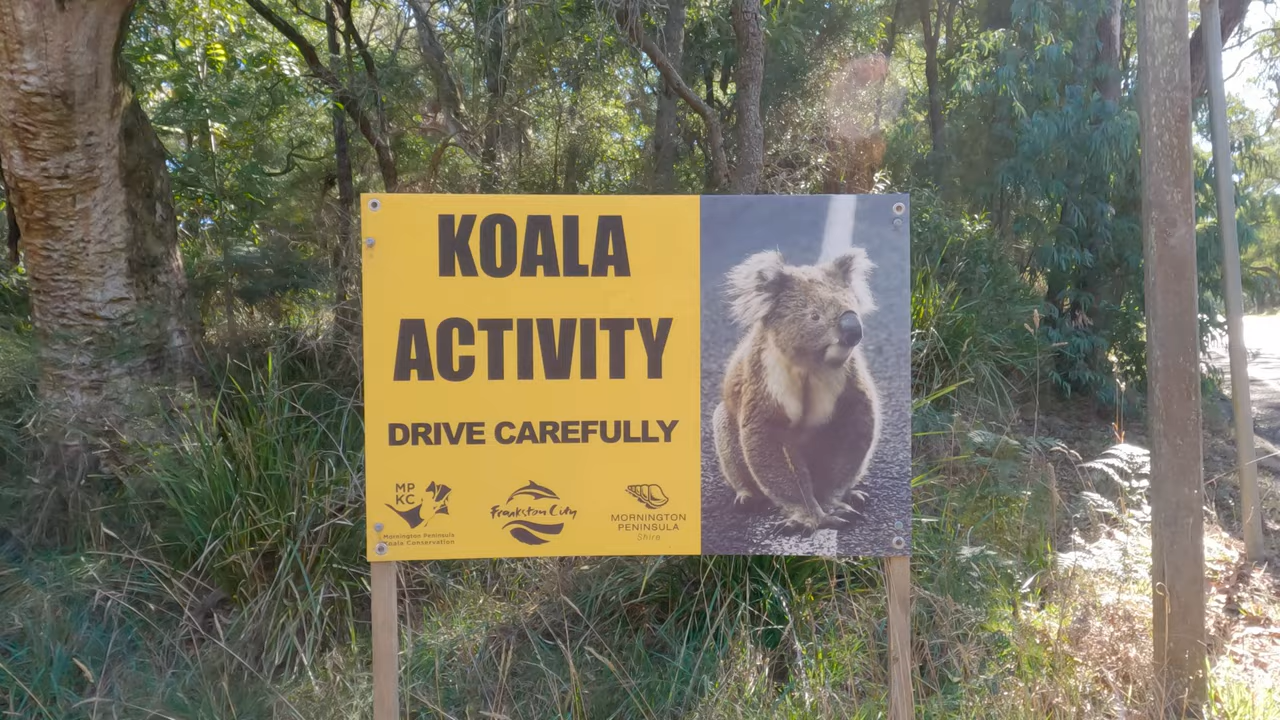 KOALA
ACTIVITY
DRIVE CAREFULLY
MP
KC
Mornington Peninsula
Koala Conservation
Frankston City
MORNINGTON
PENINSULA
Shire